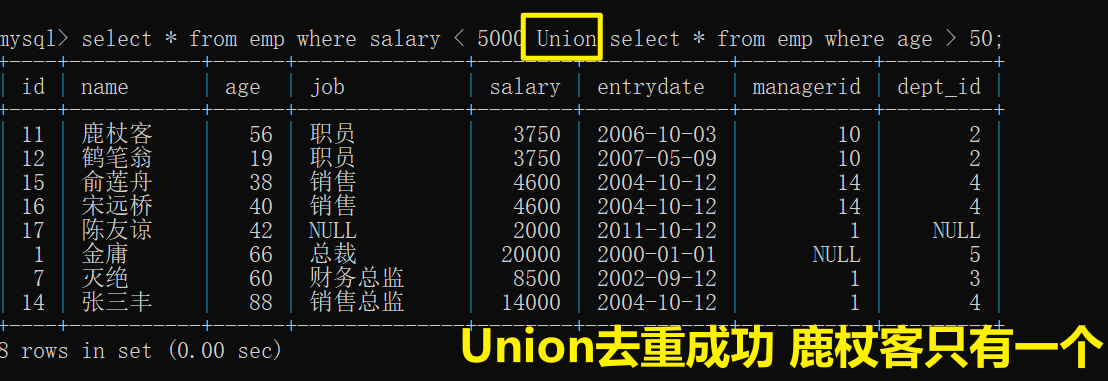 mysql> select * from emp where salary < 5000 Union select * from emp where age > 50;
| id | name | age | job | salary | entrydate | managerid | dept_id |
| 11 | 鹿杖客 | 56 | 职员 | 3750 | 2006-10-03 | 10 | 2 |
| 12 | 鹤笔翁 | 19 | 职员 | 3750 | 2007-05-09 | 10 | 2 |
| 15 | 俞莲舟 | 38 | 销售 | 4600 | 2004-10-12 | 14 | 4 |
| 16 | 宋远桥 | 40 | 销售 | 4600 | 2004-10-12 | 14 | 4 |
| 17 | 陈友谅 | 42 | NULL | 2000 | 2011-10-12 | 1 | NULL |
| 1 | 金庸 | 66 | 总裁 | 20000 | 2000-01-01 | NULL | 5 |
| 7 | 灭绝 | 60 | 财务总监 | 8500 | 2002-09-12 | 1 | 3 |
| 14 | 张三丰 | 88 | 销售总监 | 14000 | 2004-10-12 | 1 | 4 |
8 rows in set (0.00 sec)
Union去重成功 鹿杖客只有一个